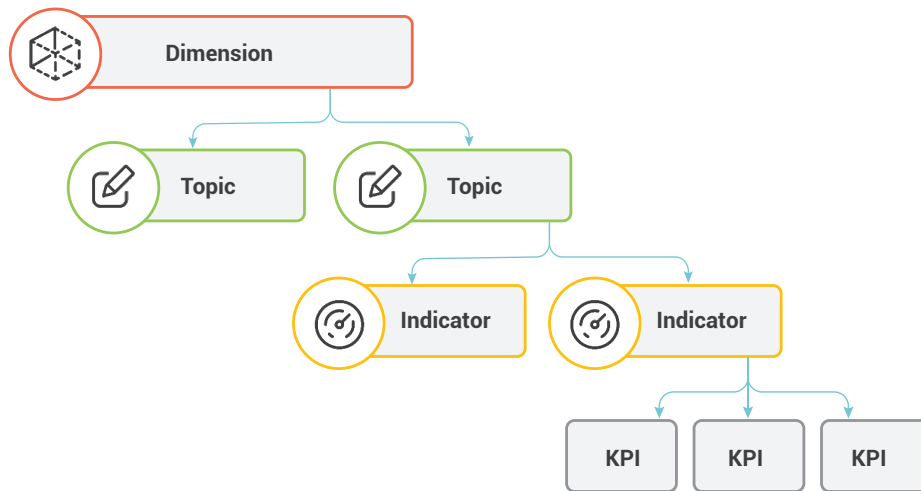 Dimension
Topic
Topic
Indicator
Indicator
KPI
KPI
KPI